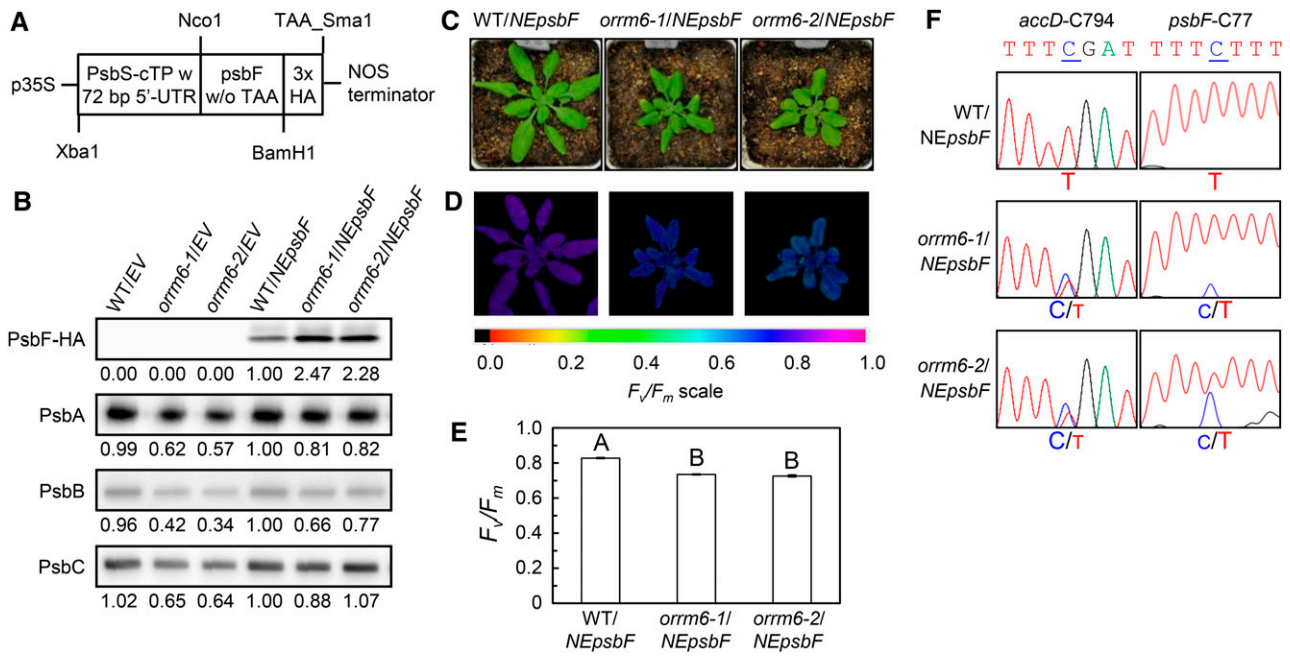 A
Nco1
TAA_Sma1
p35S
PsbS-cTP w
72 bp 5'-UTR
psbF
w/o TAA
3x
HA
NOS
terminator
Xba1
BamH1
B
WT/EV
orrm6-1/EV
orrm6-2/EV
WT/NEpsbF
orrm6-1/NEpsbF
orrm6-2/NEpsbF
PsbF-HA
0.00 0.00 0.00 1.00 2.47 2.28
PsbA
0.99 0.62 0.57 1.00 0.81 0.82
PsbB
0.96 0.42 0.34 1.00 0.66 0.77
PsbC
1.02 0.65 0.64 1.00 0.88 1.07
C
WT/NEpsbF
orrm6-1/NEpsbF
orrm6-2/NEpsbF
D
0.0 0.2 0.4 0.6 0.8 1.0
Fv/Fm scale
E
Fv/Fm
1.0
0.8
0.6
0.4
0.2
0
A
B
B
WT/
NEpsbF
orrm6-1/
NEpsbF
orrm6-2/
NEpsbF
F
accD-C794
psbF-C77
T T T C G A T
T T T C T T T
WT/
NEpsbF
T
T
orrm6-1/
NEpsbF
C/T
C/T
orrm6-2/
NEpsbF
C/T
C/T